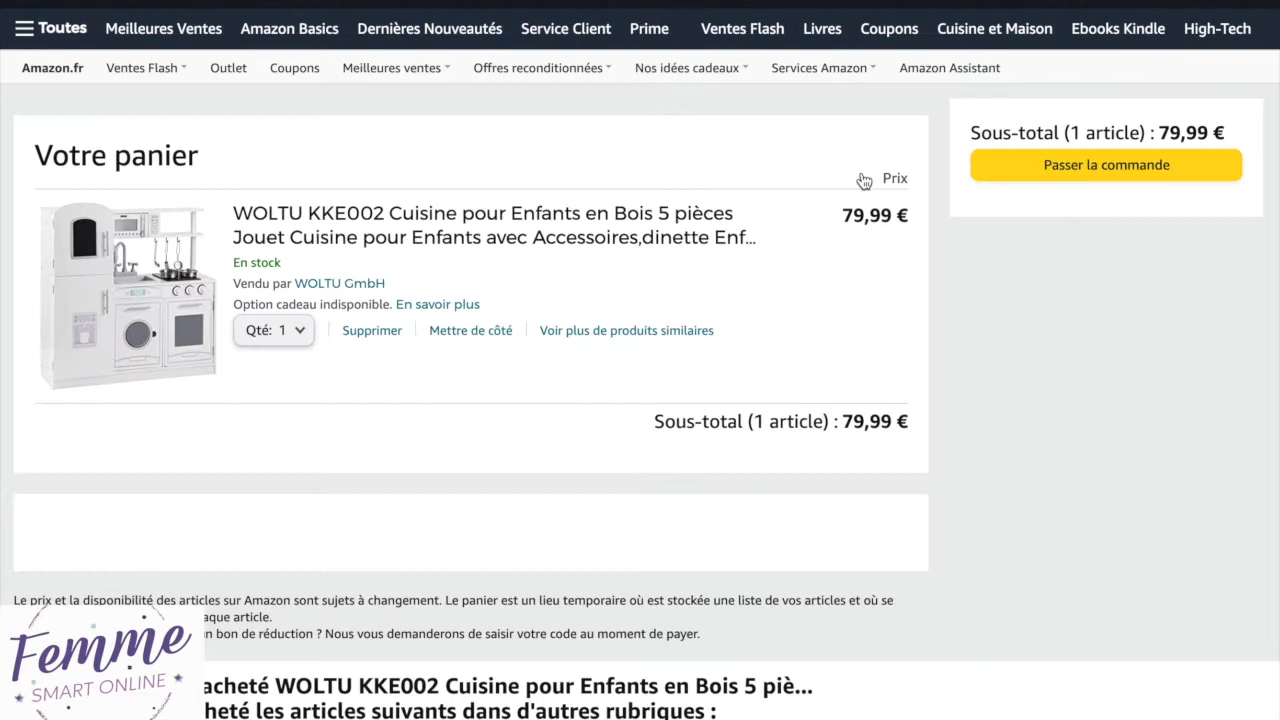 Toutes Meilleures Ventes Amazon Basics Dernières Nouveautés Service Client Prime Ventes Flash Livres Coupons Cuisine et Maison Ebooks Kindle High-Tech
Amazon.fr Ventes Flash Outlet Coupons Meilleures ventes Offres reconditionnées Nos idées cadeaux Services Amazon Amazon Assistant
Votre panier
Prix
WOLTU KKE002 Cuisine pour Enfants en Bois 5 pièces
Jouet Cuisine pour Enfants avec Accessoires,dinette Enf...
79,99 €
En stock
Vendu par WOLTU GmbH
Option cadeau indisponible. En savoir plus
Qté: 1 Supprimer Mettre de côté Voir plus de produits similaires
Sous-total (1 article) : 79,99 €
Sous-total (1 article) : 79,99 €
Passer la commande
Le prix et la disponibilité des articles sur Amazon sont sujets à changement. Le panier est un lieu temporaire où est stockée une liste de vos articles et où se
aque article.
un bon de réduction ? Nous vous demanderons de saisir votre code au moment de payer.
acheté WOLTU KKE002 Cuisine pour Enfants en Bois 5 piè...
heté les articles suivants dans d'autres rubriques :
Femme
SMART ONLINE